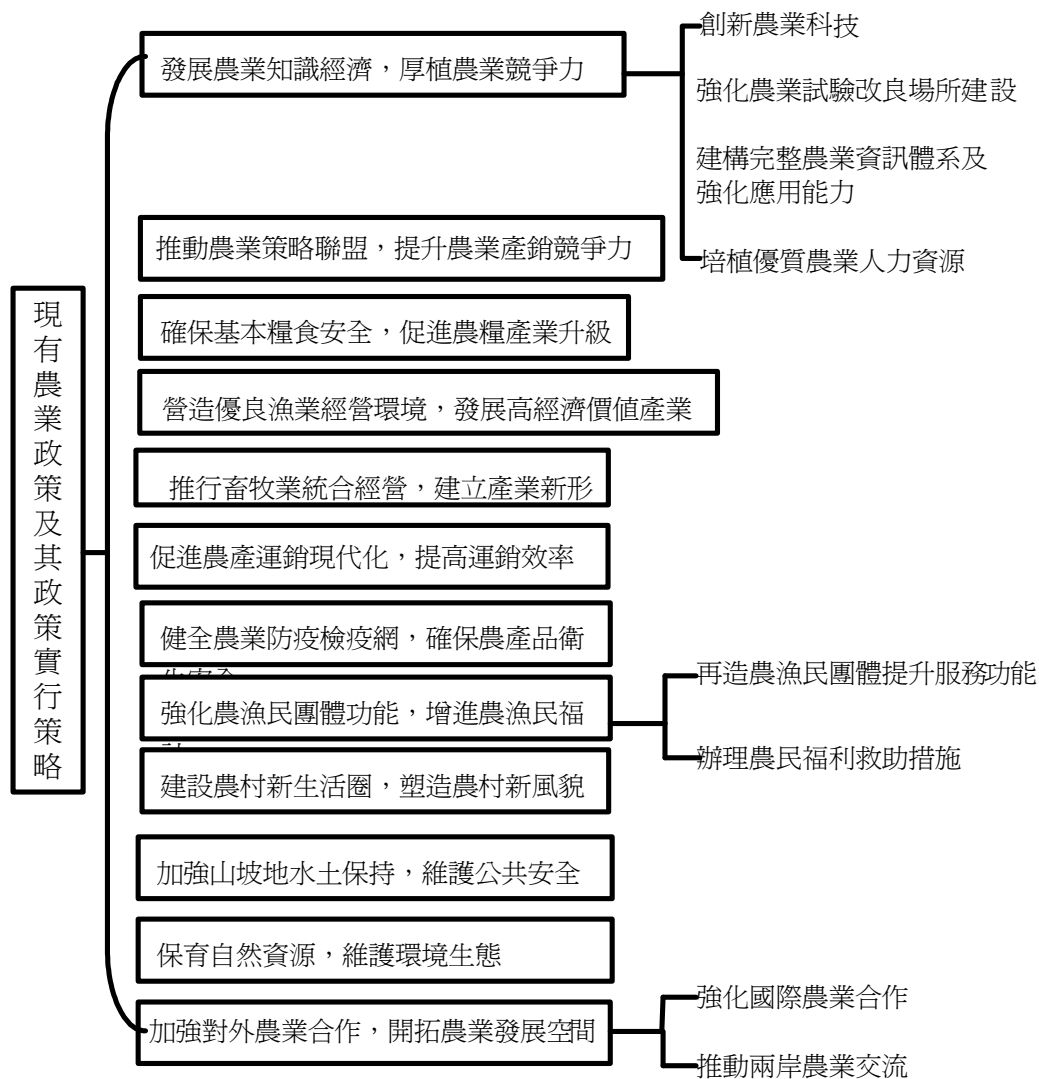 現有農業政策及其政策實行策略
發展農業知識經濟，厚植農業競爭力
創新農業科技
強化農業試驗改良場所建設
建構完整農業資訊體系及
強化應用能力
培植優質農業人力資源
推動農業策略聯盟，提升農業產銷競爭力
確保基本糧食安全，促進農糧產業升級
營造優良漁業經營環境，發展高經濟價值產業
推行畜牧業統合經營，建立產業新形
促進農產運銷現代化，提高運銷效率
健全農業防疫檢疫網，確保農產品衛
強化農漁民團體功能，增進農漁民福
再造農漁民團體提升服務功能
辦理農民福利救助措施
建設農村新生活圈，塑造農村新風貌
加強山坡地水土保持，維護公共安全
保育自然資源，維護環境生態
加強對外農業合作，開拓農業發展空間
強化國際農業合作
推動兩岸農業交流